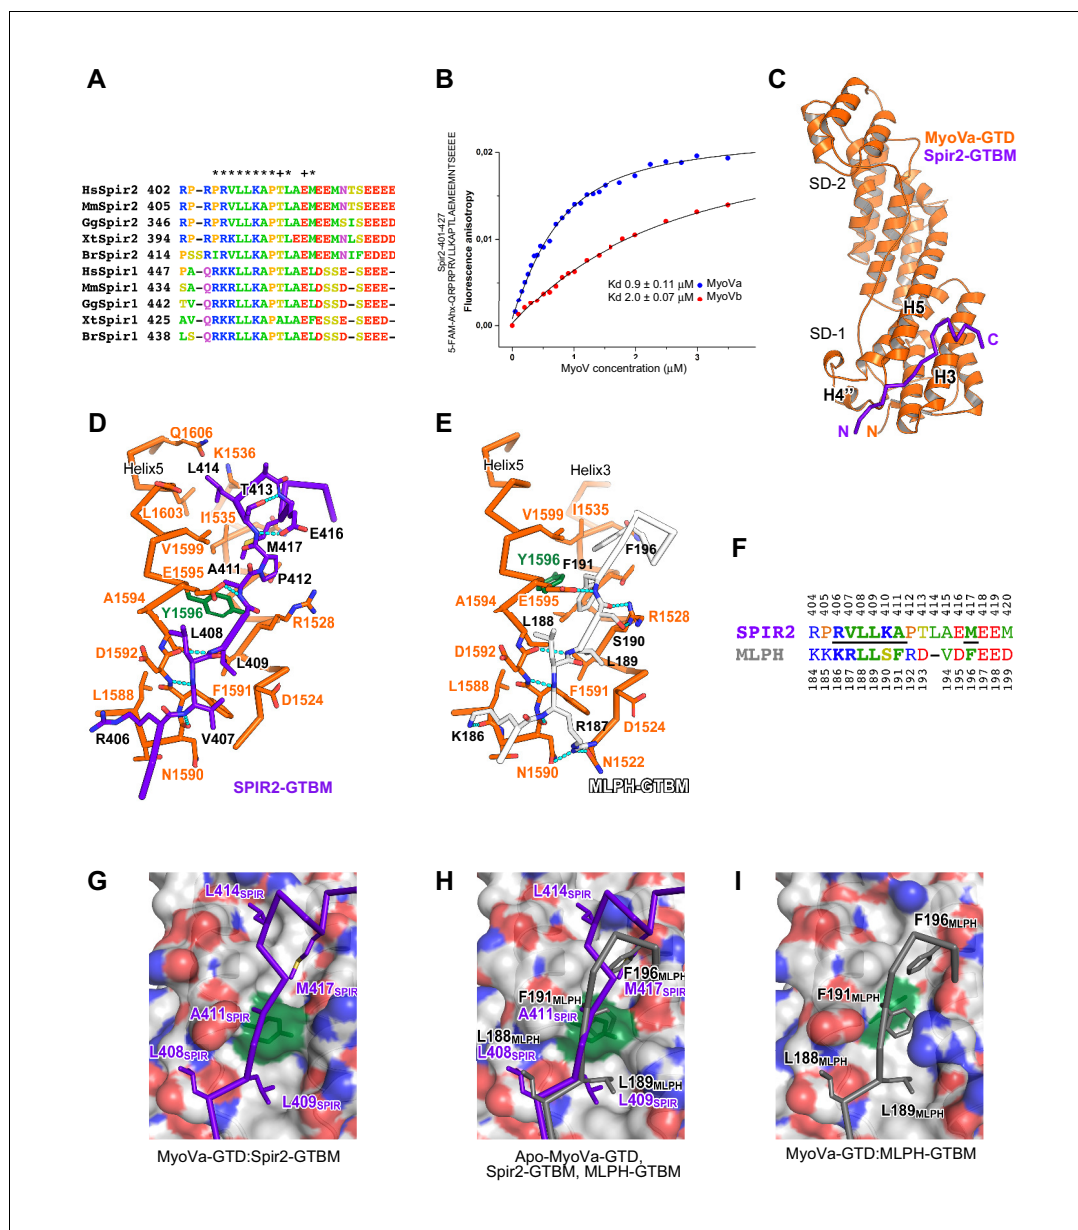 A
*********+* +*
HsSpir2 402 RP-RPRVLLKAPTLAEMEEMNTSEEEE
MmSpir2 405 RP-RPRVLLKAPTLAEMEEMNTSEEEE
GgSpir2 346 RP-RPRVLLKAPTLAEMEEMSISEEED
XtSpir2 394 RP-RPRVLLKAPTLEEMEEMNLSEEDD
BrSpir2 414 PSSRIRVLLKAPTLAEMEEMNIFEDED
HsSpir1 447 PA-QRKKLLRAPTLAELDSSE-SEEE-
MmSpir1 434 SA-QRKKLLKAPTLAELDSSE-SEEE-
GgSpir1 442 TV-QRKKLLKAPTLAELDSSE-SEEE-
XtSpir1 425 AV-QRKRLLKAPALAEFESSE-SEED-
BrSpir1 438 LS-QRKRLLKAPTLAELESSD-SEEE-
B
Spir2-401-427
5-FAM-Ahx-QRPRPRVLLKAPTLAEMEEMNTSEEEE
Fluorescence anisotropy
0,02
0,01
0,00
Kd 0.9 ± 0.11 µM MyoVa
Kd 2.0 ± 0.07 µM MyoVb
0 1 2 3
MyoV concentration (µM)
C
MyoVa-GTD
Spir2-GTBM
SD-2
H5
SD-1
C
H3
H4"
N N
D
Q1606
K1536
Helix5
L414
T413
L1603
I1535
E416
V1599
M417
A411
E1595
P412
A1594
Y1596
R1528
L408
D1592
L409
L1588
F1591
D1524
R406
V407
N1590
SPIR2-GTBM
E
Helix5
Helix3
V1599
I1535
F196
Y1596
F191
A1594
E1595
R1528
L188
S190
D1592
L189
L1588
F1591
D1524
K186
R187
N1590
N1522
MLPH-GTBM
F
404 405 406 407 408 409 410 411 412 413 414 416 417 418 419 420
SPIR2 RPRVLLKAPTLAEMEEM
MLPH KKKRLLSFRD-VDFEED
184 185 186 187 188 189 190 191 192 193 194 195 196 197 198 199
G
L414SPIR
M417SPIR
A411SPIR
L408SPIR
L409SPIR
MyoVa-GTD:Spir2-GTBM
H
L414SPIR
F196MLPH
M417SPIR
F191MLPH
A411SPIR
L188MLPH
L408SPIR
L189MLPH
L409SPIR
Apo-MyoVa-GTD,
Spir2-GTBM, MLPH-GTBM
I
F196MLPH
F191MLPH
L188MLPH
L189MLPH
MyoVa-GTD:MLPH-GTBM